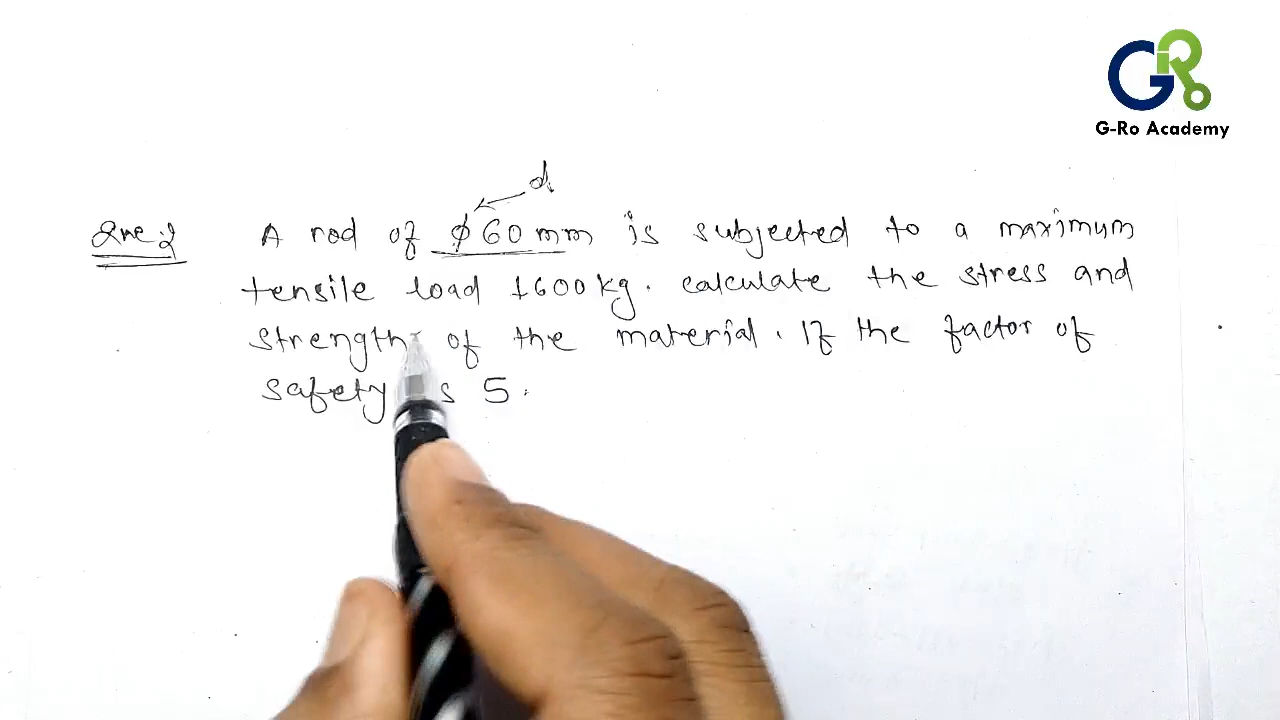 G-Ro Academy
d
Que:
A rod of ϕ60 mm is subjected to a maximum
tensile load 1600 kg. calculate the stress and
strength of the material. If the factor of
safety is 5.